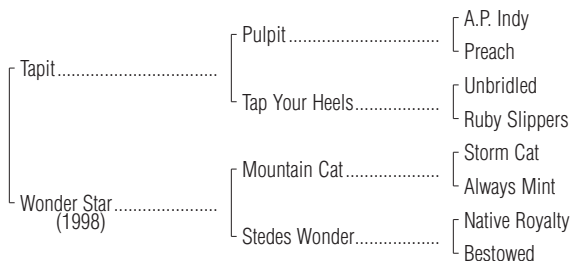 A.P. Indy
Pulpit................................
Preach
Tapit..................................
Unbridled
Tap Your Heels..................
Ruby Slippers
Storm Cat
Mountain Cat....................
Always Mint
Wonder Star......................
(1998)
Native Royalty
Stedes Wonder..................
Bestowed